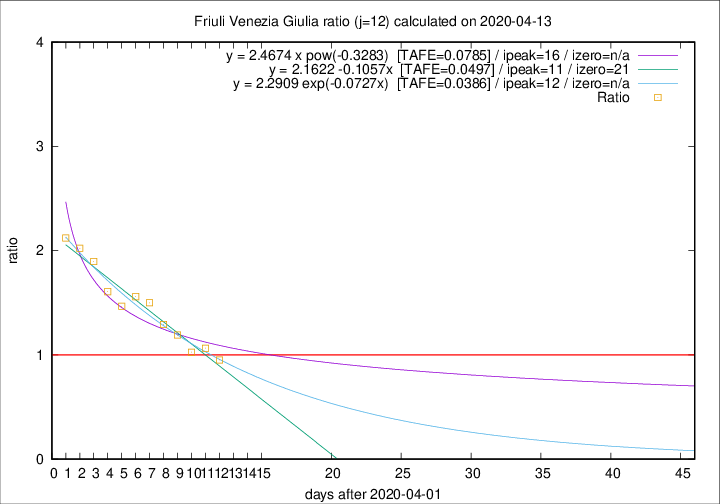 Friuli Venezia Giulia ratio (j=12) calculated on 2020-04-13
y = 2.4674 x pow(-0.3283) [TAFE=0.0785] / ipeak=16 / izero=n/a
y = 2.1622 -0.1057x [TAFE=0.0497] / ipeak=11 / izero=21
y = 2.2909 exp(-0.0727x) [TAFE=0.0386] / ipeak=12 / izero=n/a
Ratio
4
3
2
1
0
ratio
0 1 2 3 4 5 6 7 8 9 10 11 12 13 14 15 20 25 30 35 40 45
days after 2020-04-01